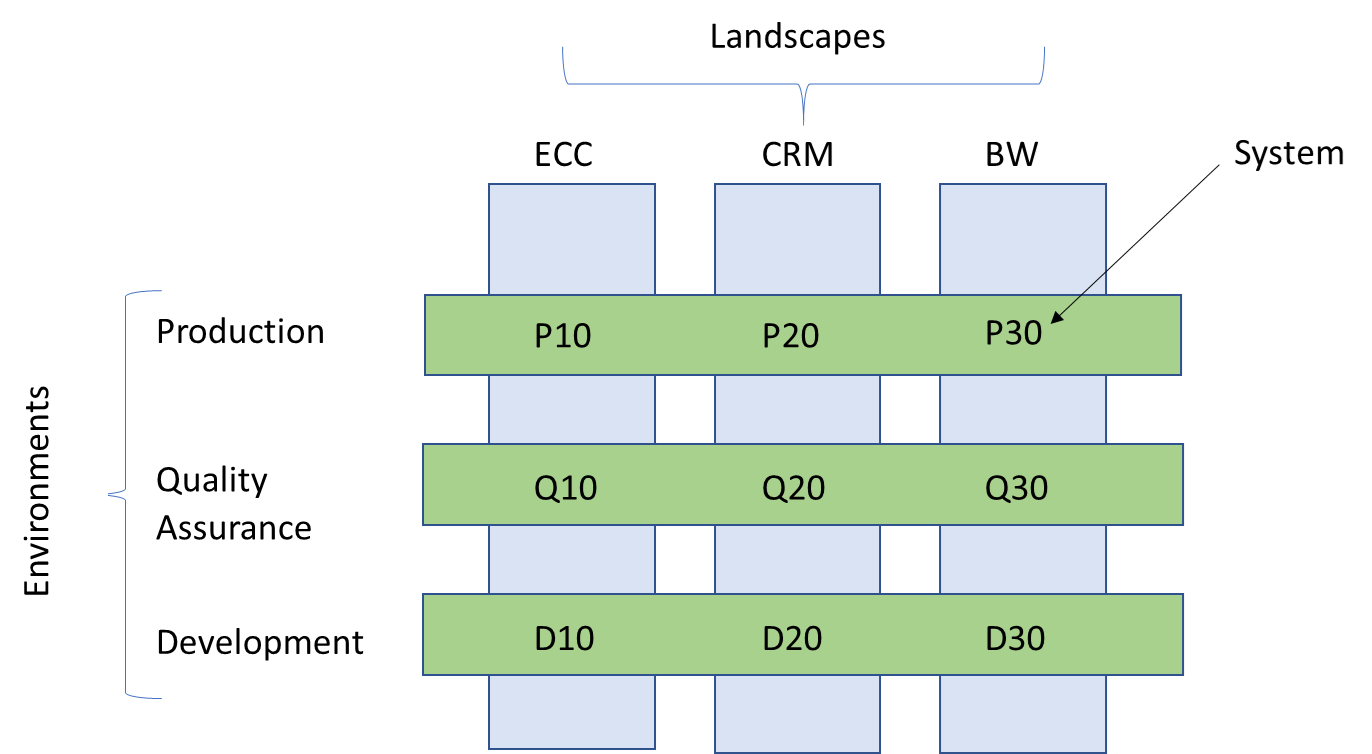 Landscapes
ECC CRM BW System
Environments
Production P10 P20 P30
Quality
Assurance Q10 Q20 Q30
Development D10 D20 D30